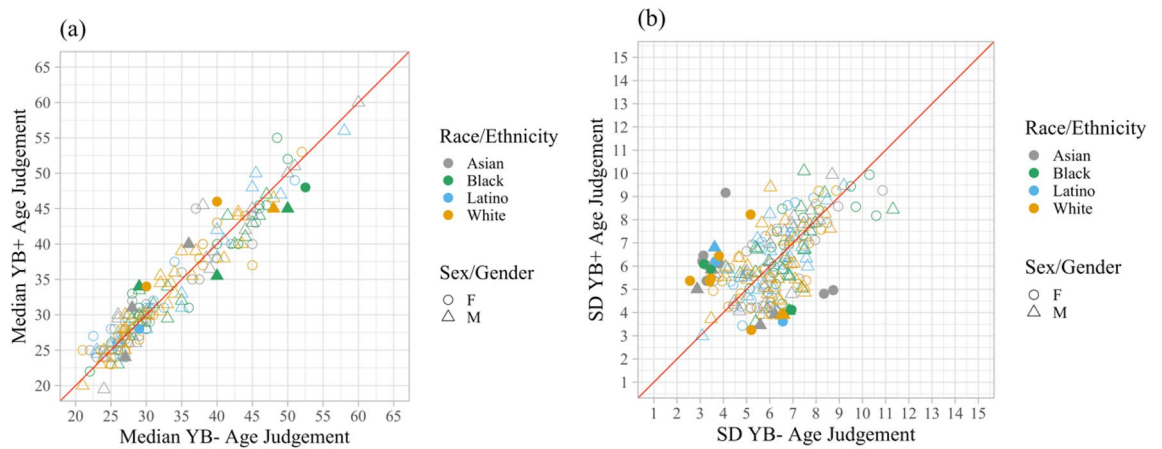 (a)
Median YB+ Age Judgement
65
60
55
50
45
40
35
30
25
20
20 25 30 35 40 45 50 55 60 65
Median YB- Age Judgement
Race/Ethnicity
Asian
Black
Latino
White
Sex/Gender
F
M
(b)
SD YB+ Age Judgement
15
14
13
12
11
10
9
8
7
6
5
4
3
2
1
1 2 3 4 5 6 7 8 9 10 11 12 13 14 15
SD YB- Age Judgement
Race/Ethnicity
Asian
Black
Latino
White
Sex/Gender
F
M